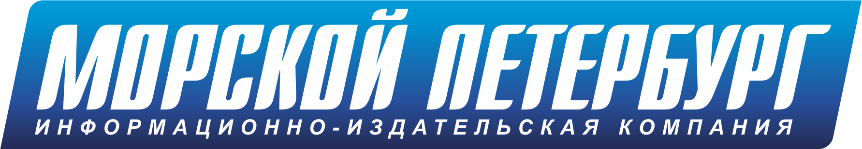 МОРСКОЙ ПЕТЕРБУРГ
ИНФОРМАЦИОННО-ИЗДАТЕЛЬСКАЯ КОМПАНИЯ